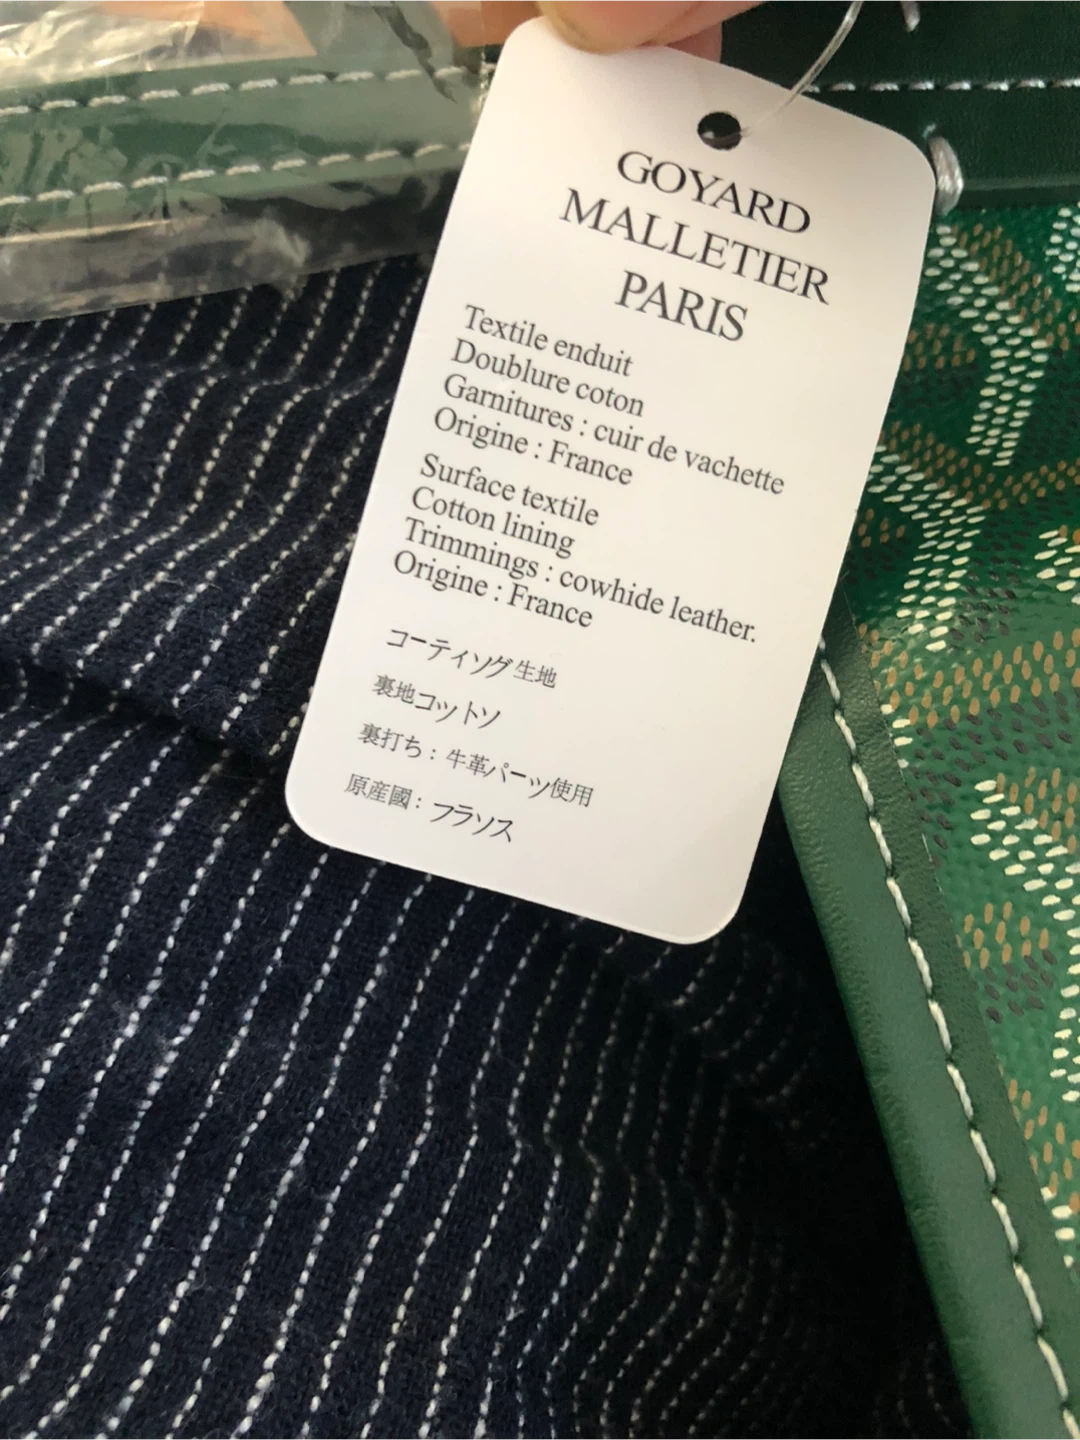 GOYARD
MALLETIER
PARIS
Textile enduit
Doublure coton
Garnitures : cuir de vachette
Origine : France
Surface textile
Cotton lining
Trimmings : cowhide leather.
Origine : France
コーティソグ生地
裏地コットソ
裏打ち：牛革パーツ使用
原産國：フラソス